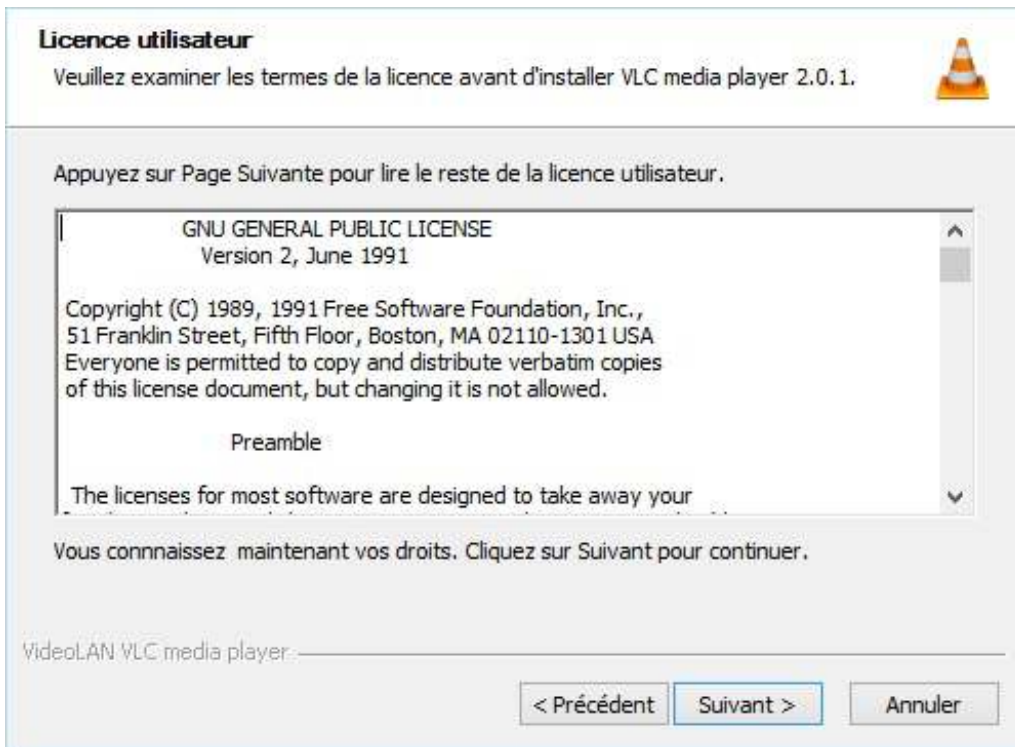 Licence utilisateur
Veuillez examiner les termes de la licence avant d'installer VLC media player 2.0.1.
Appuyez sur Page Suivante pour lire le reste de la licence utilisateur.
GNU GENERAL PUBLIC LICENSE
Version 2, June 1991
Copyright (C) 1989, 1991 Free Software Foundation, Inc.,
51 Franklin Street, Fifth Floor, Boston, MA 02110-1301 USA
Everyone is permitted to copy and distribute verbatim copies
of this license document, but changing it is not allowed.
Preamble
The licenses for most software are designed to take away your
Vous connnaissez maintenant vos droits. Cliquez sur Suivant pour continuer.
VideoLAN VLC media player
< Précédent Suivant > Annuler